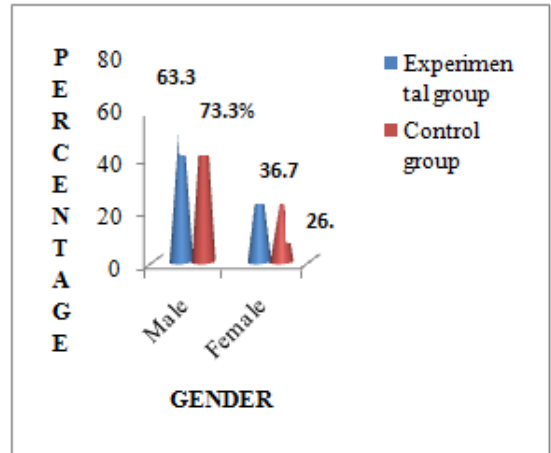 PERCENTAGE
80
60
40
20
0
63.3
73.3%
36.7
26.
Male
Female
GENDER
Experimen
tal group
Control
group